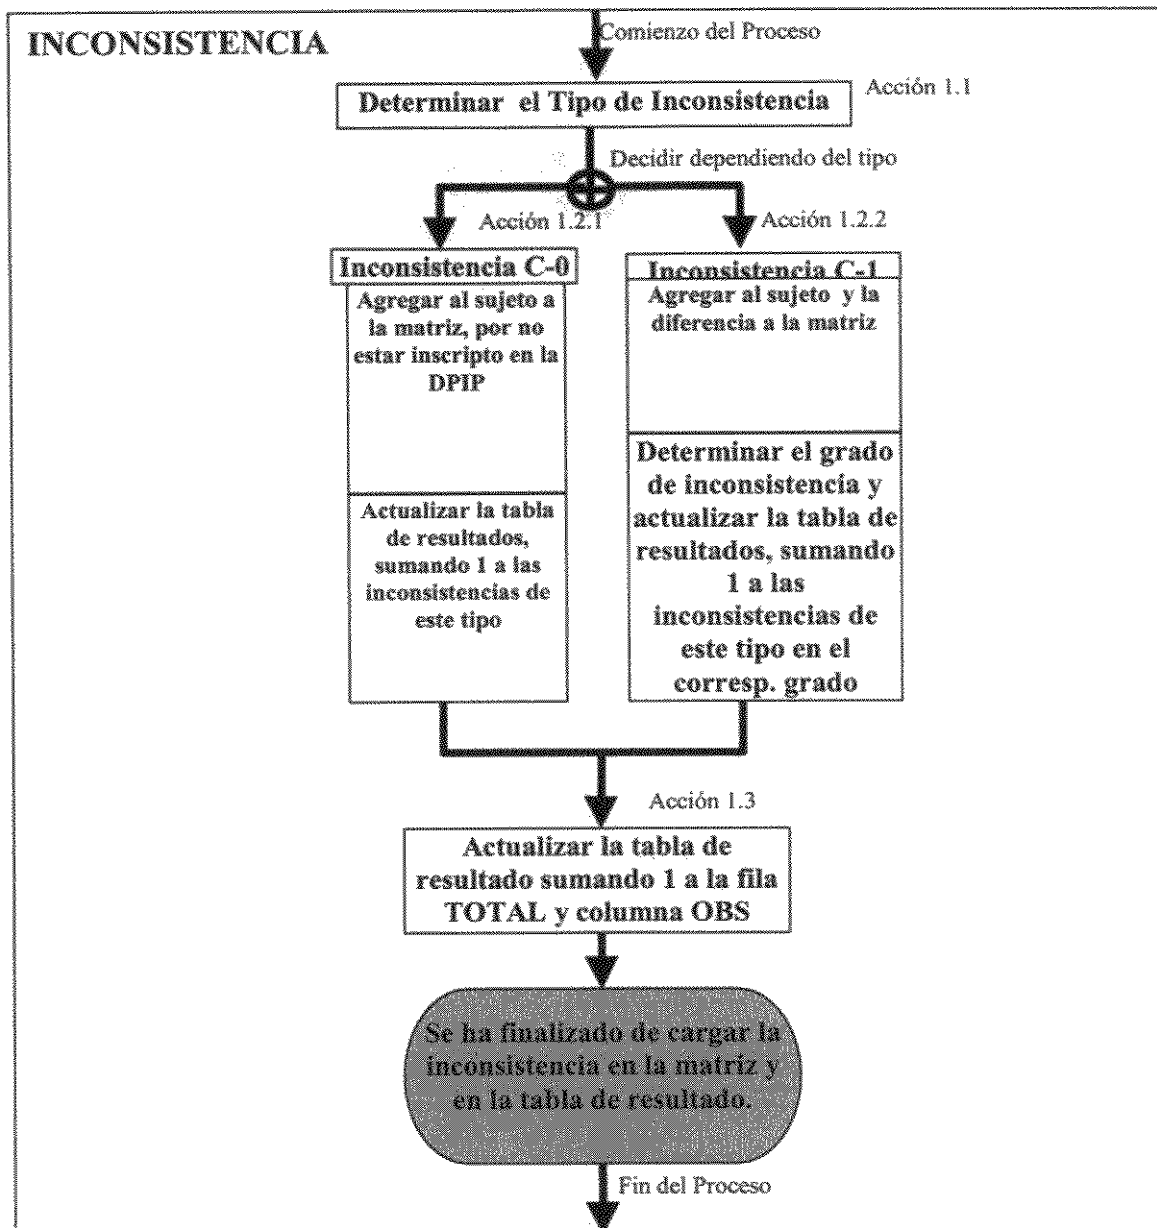 INCONSISTENCIA
Comienzo del Proceso
Determinar el Tipo de Inconsistencia
Acción 1.1
Decidir dependiendo del tipo
Acción 1.2.1
Acción 1.2.2
Inconsistencia C-0
Agregar al sujeto a
la matriz, por no
estar inscripto en la
DPIP
Actualizar la tabla
de resultados,
sumando 1 a las
inconsistencias de
este tipo
Inconsistencia C-1
Agregar al sujeto y la
diferencia a la matriz
Determinar el grado
de inconsistencia y
actualizar la tabla de
resultados, sumando
1 a las
inconsistencias de
este tipo en el
corresp. grado
Acción 1.3
Actualizar la tabla de
resultado sumando 1 a la fila
TOTAL y columna OBS
Se ha finalizado de cargar la
inconsistencia en la matriz y
en la tabla de resultado.
Fin del Proceso